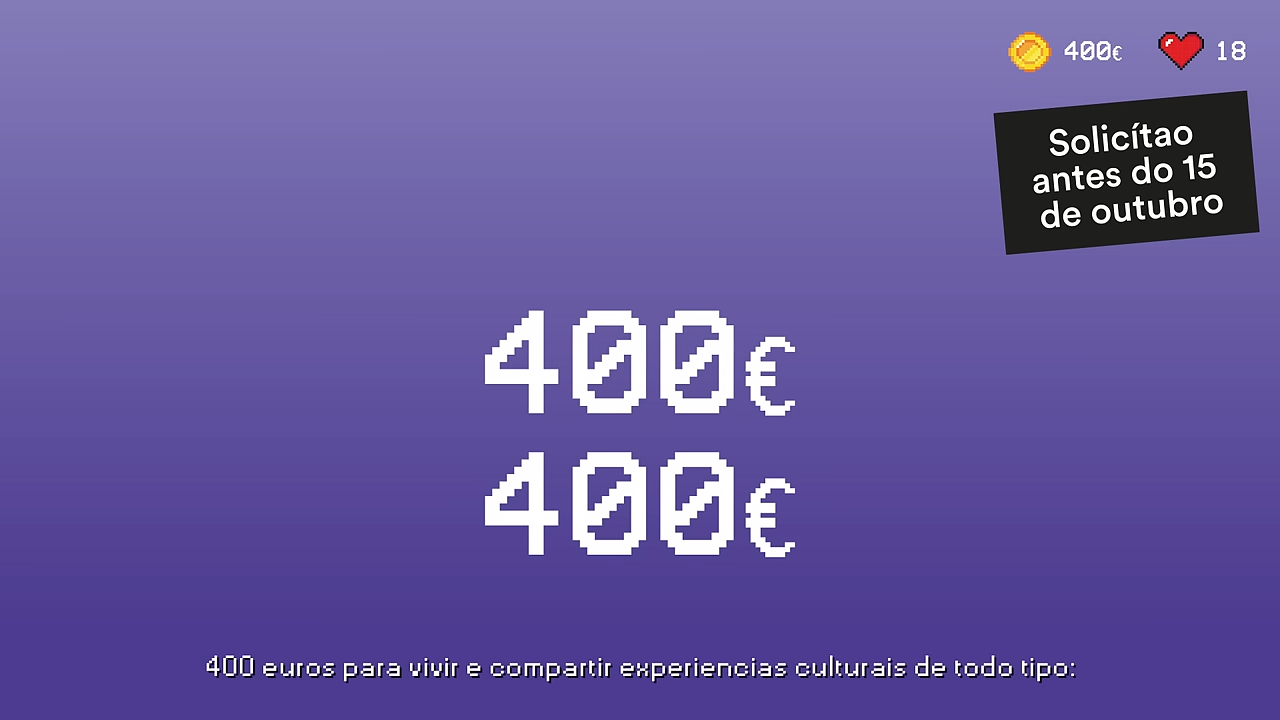 400€
18
Solicítao
antes do 15
de outubro
400€
400€
400 euros para vivir e compartir experiencias culturais de todo tipo: